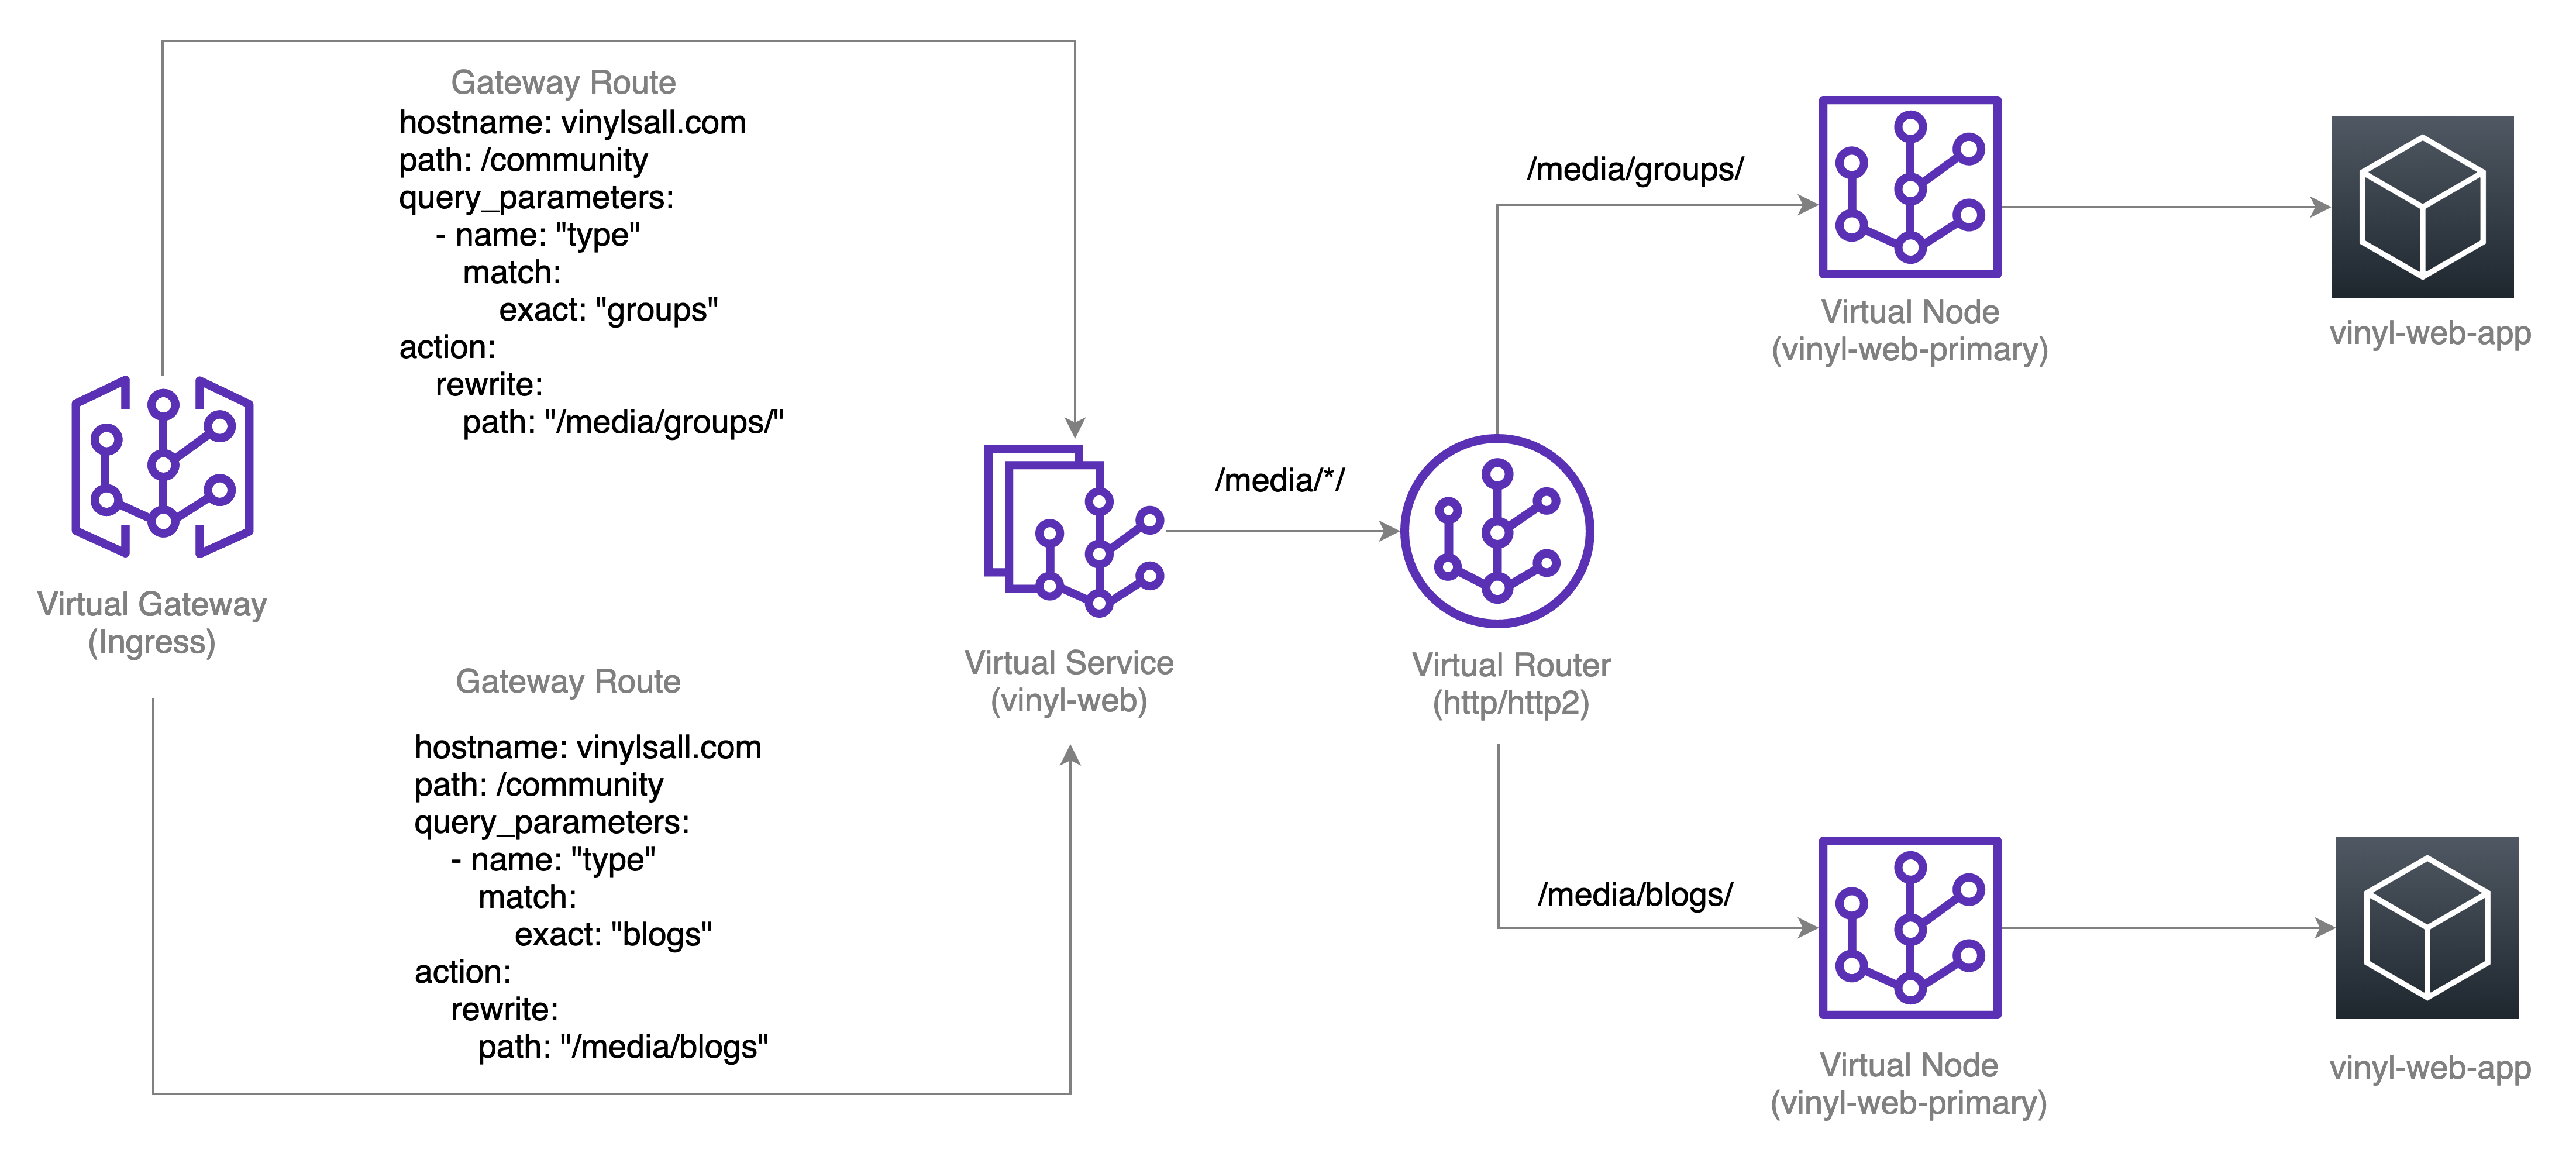 Gateway Route
hostname: vinylsall.com
path: /community
query_parameters:
- name: "type"
match:
exact: "groups"
action:
rewrite:
path: "/media/groups/"
Virtual Gateway
(Ingress)
Gateway Route
hostname: vinylsall.com
path: /community
query_parameters:
- name: "type"
match:
exact: "blogs"
action:
rewrite:
path: "/media/blogs"
Virtual Service
(vinyl-web)
/media/*/
Virtual Router
(http/http2)
/media/groups/
Virtual Node
(vinyl-web-primary)
vinyl-web-app
/media/blogs/
Virtual Node
(vinyl-web-primary)
vinyl-web-app